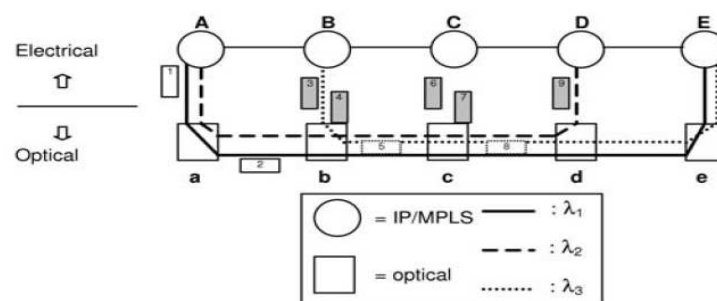 A B C D E
Electrical
1
3 4 6 7 9
5 8
Optical
2
a b c d e
= IP/MPLS
: λ1
: λ2
= optical
: λ3